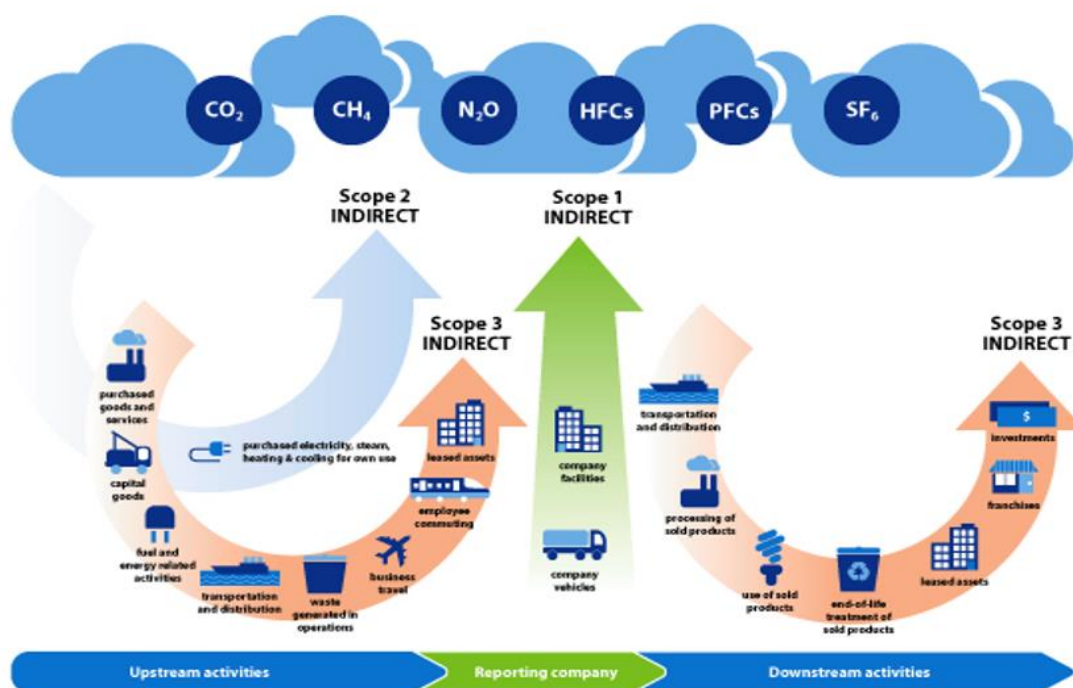 CO₂
CH₄
N₂O
HFCs
PFCs
SF₆
Scope 2
INDIRECT
Scope 1
INDIRECT
Scope 3
INDIRECT
Scope 3
INDIRECT
purchased
goods and
services
capital
goods
fuel and
energy related
activities
purchased electricity, steam,
heating & cooling for own use
transportation
and distribution
waste
generated in
operations
business
travel
employee
commuting
leased assets
company
facilities
company
vehicles
transportation
and distribution
processing of
sold products
use of sold
products
end-of-life
treatment of
sold products
leased assets
franchises
$
investments
Upstream activities
Reporting company
Downstream activities